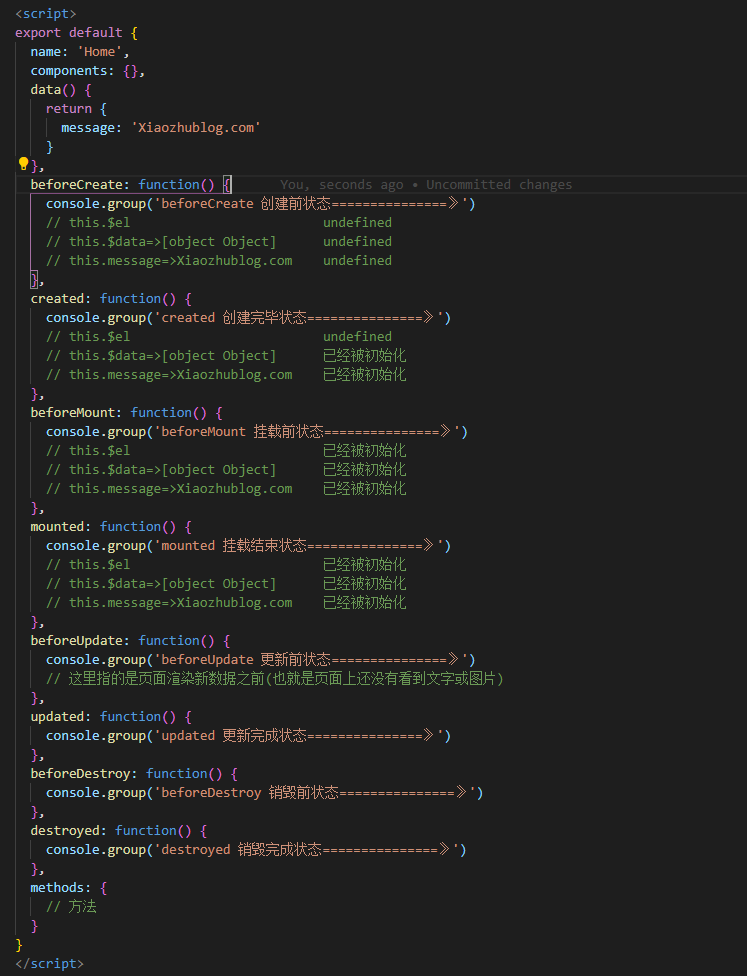 <script>
export default {
  name: 'Home',
  components: {},
  data() {
    return {
      message: 'Xiaozhublog.com'
    }
  },
  beforeCreate: function() {      You, seconds ago • Uncommitted changes
    console.group('beforeCreate 创建前状态===============》')
    // this.$el                         undefined
    // this.$data=>[object Object]      undefined
    // this.message=>Xiaozhublog.com    undefined
  },
  created: function() {
    console.group('created 创建完毕状态===============》')
    // this.$el                         undefined
    // this.$data=>[object Object]      已经被初始化
    // this.message=>Xiaozhublog.com    已经被初始化
  },
  beforeMount: function() {
    console.group('beforeMount 挂载前状态===============》')
    // this.$el                         已经被初始化
    // this.$data=>[object Object]      已经被初始化
    // this.message=>Xiaozhublog.com    已经被初始化
  },
  mounted: function() {
    console.group('mounted 挂载结束状态===============》')
    // this.$el                         已经被初始化
    // this.$data=>[object Object]      已经被初始化
    // this.message=>Xiaozhublog.com    已经被初始化
  },
  beforeUpdate: function() {
    console.group('beforeUpdate 更新前状态===============》')
    // 这里指的是页面渲染新数据之前(也就是页面上还没有看到文字或图片)
  },
  updated: function() {
    console.group('updated 更新完成状态===============》')
  },
  beforeDestroy: function() {
    console.group('beforeDestroy 销毁前状态===============》')
  },
  destroyed: function() {
    console.group('destroyed 销毁完成状态===============》')
  },
  methods: {
    // 方法
  }
}
</script>